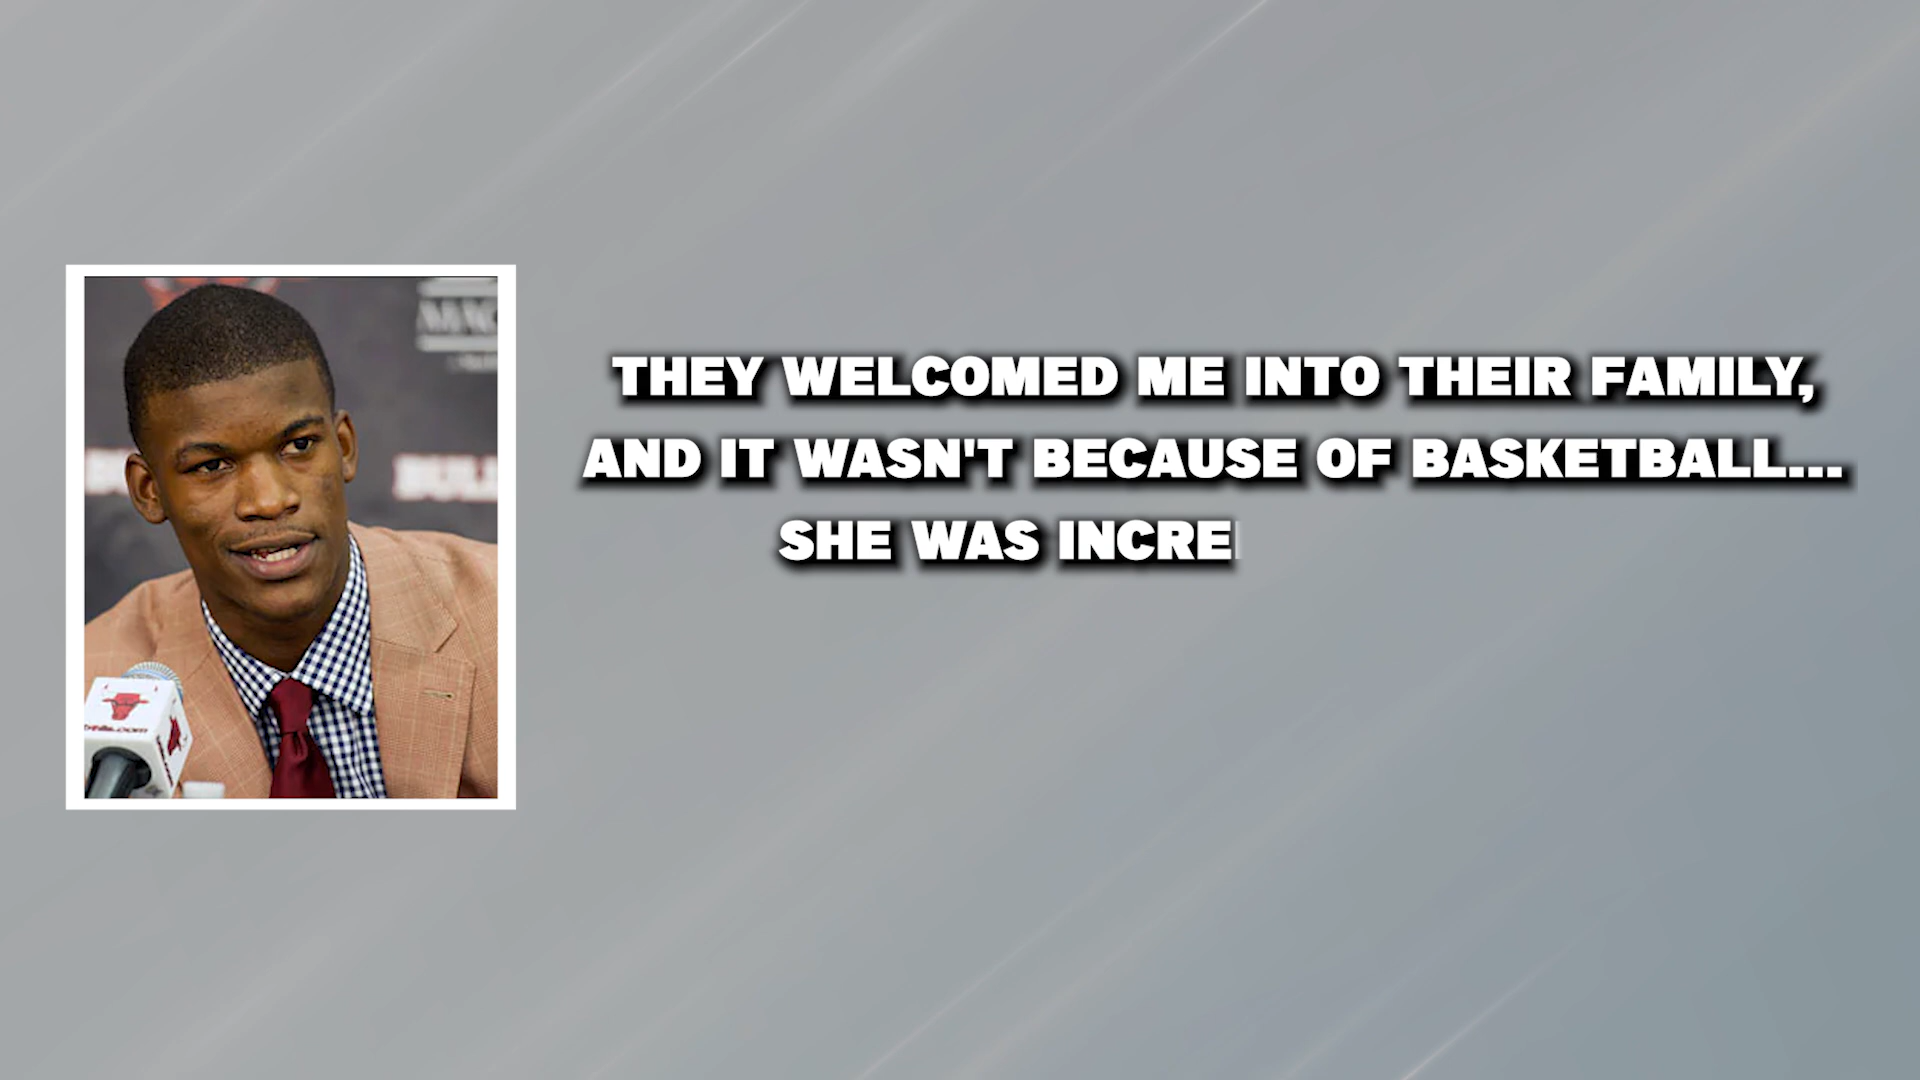 THEY WELCOMED ME INTO THEIR FAMILY,
AND IT WASN'T BECAUSE OF BASKETBALL...
SHE WAS INCRE